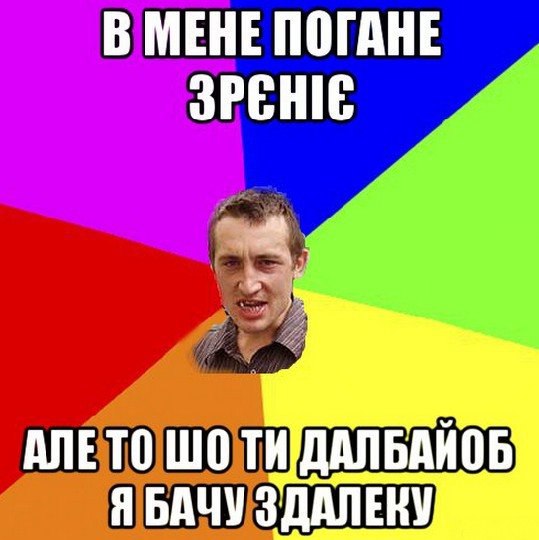 В МЕНЕ ПОГАНЕ
ЗРЄНІЄ
АЛЕ ТО ШО ТИ ДАЛБАЙОБ
Я БАЧУ ЗДАЛЕКУ